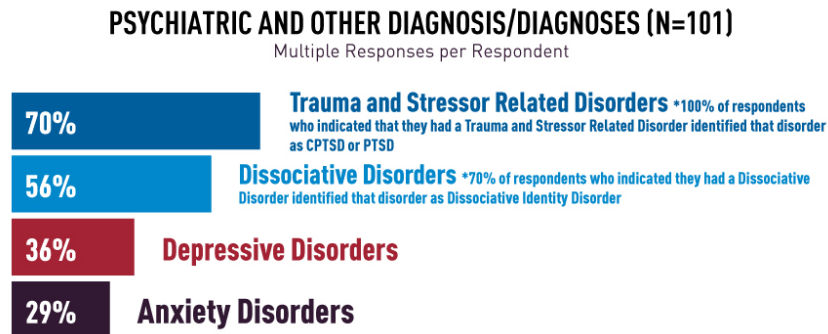 PSYCHIATRIC AND OTHER DIAGNOSIS/DIAGNOSES (N=101)
Multiple Responses per Respondent
70%
Trauma and Stressor Related Disorders *100% of respondents
who indicated that they had a Trauma and Stressor Related Disorder identified that disorder
as CPTSD or PTSD
56%
Dissociative Disorders *70% of respondents who indicated they had a Dissociative
Disorder identified that disorder as Dissociative Identity Disorder
36%
Depressive Disorders
29%
Anxiety Disorders